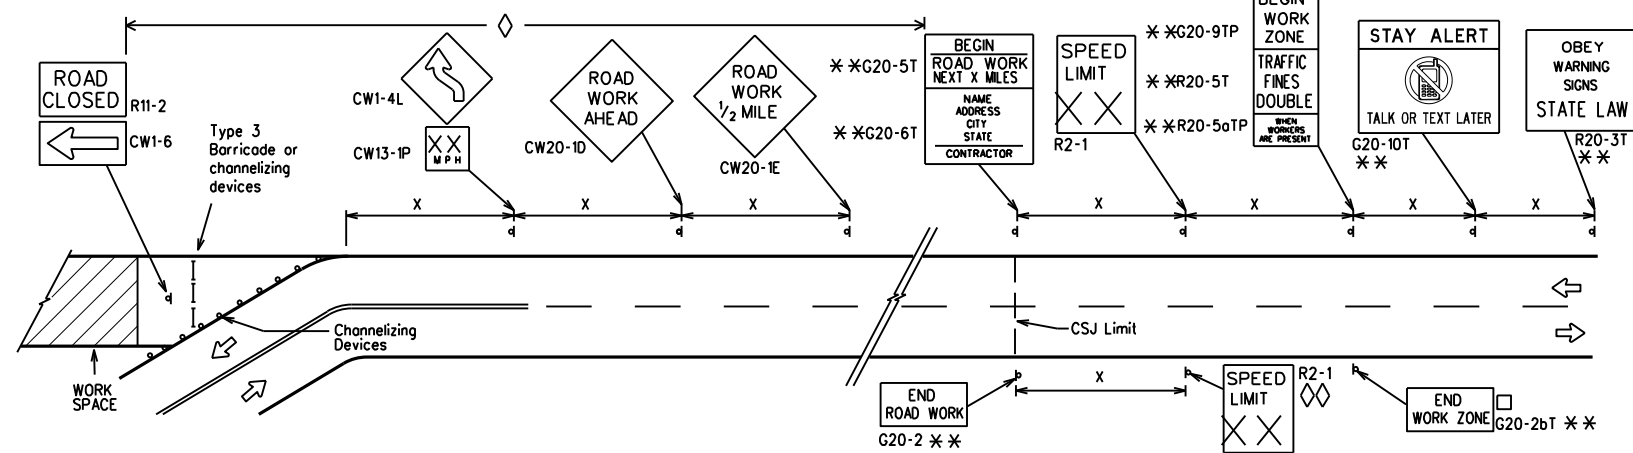 ROAD
CLOSED
R11-2
CW1-6
Type 3
Barricade or
channelizing
devices
CW1-4L
CW13-1P
XX
MPH
ROAD
WORK
AHEAD
CW20-1D
ROAD
WORK
1/2 MILE
CW20-1E
**G20-5T
**G20-6T
BEGIN
ROAD WORK
NEXT X MILES
NAME
ADDRESS
CITY
STATE
CONTRACTOR
SPEED
LIMIT
XX
R2-1
**G20-9TP
**R20-5T
**R20-5aTP
BEGIN
WORK
ZONE
TRAFFIC
FINES
DOUBLE
WHEN
WORKERS
ARE PRESENT
STAY ALERT
TALK OR TEXT LATER
G20-10T
**
OBEY
WARNING
SIGNS
STATE LAW
R20-3T
**
X X X X X X X
Channelizing
Devices
CSJ Limit
WORK
SPACE
END
ROAD WORK
G20-2 **
X
SPEED
LIMIT
XX
R2-1
END
WORK ZONE
G20-2bT **